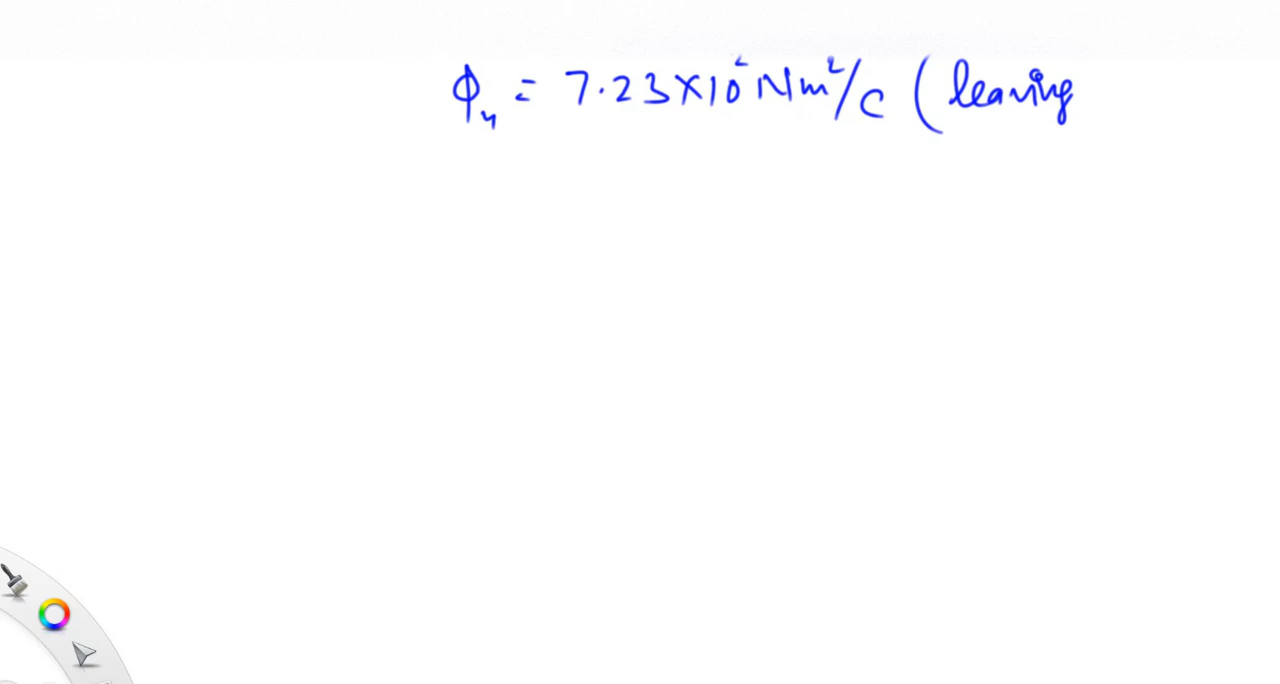 ϕ₄ = 7.23×10² Nm²/C (leaving